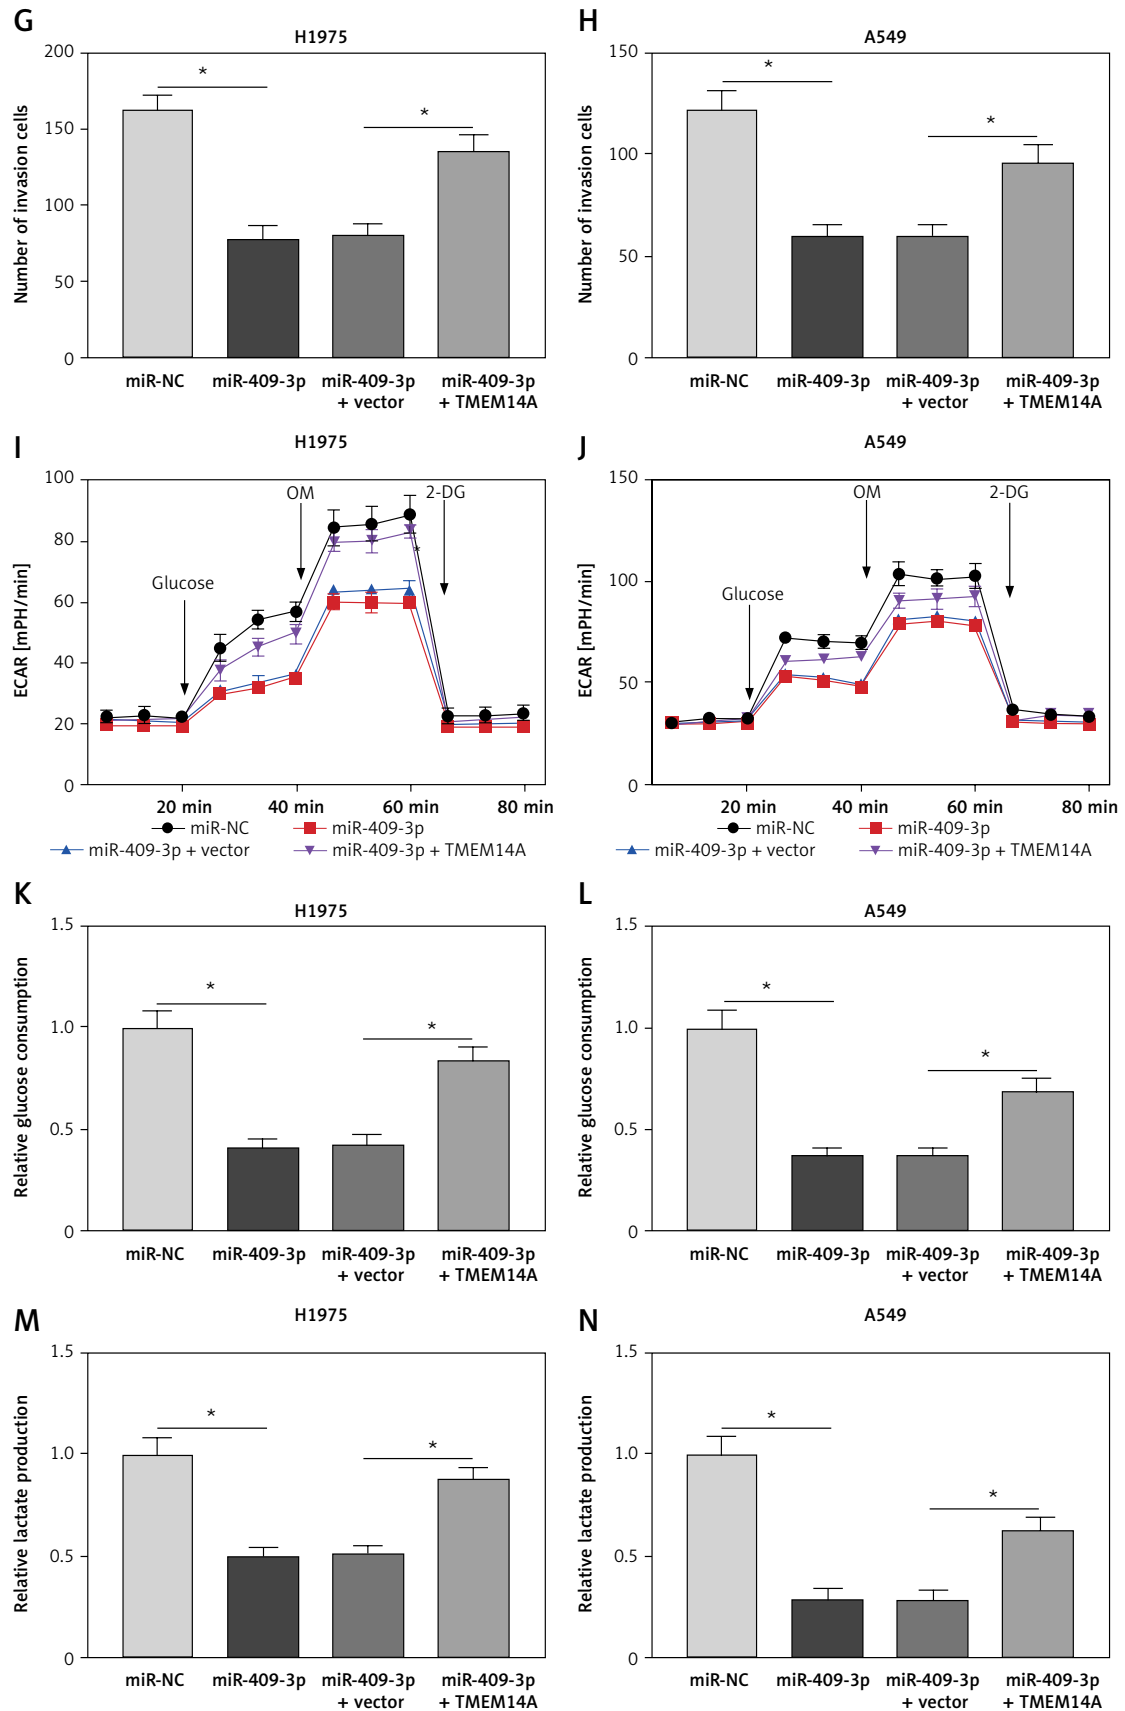 G
H1975
Number of invasion cells
200
150
100
50
0
*
*
miR-NC
miR-409-3p
miR-409-3p
+ vector
miR-409-3p
+ TMEM14A
H
A549
Number of invasion cells
150
100
50
0
*
*
miR-NC
miR-409-3p
miR-409-3p
+ vector
miR-409-3p
+ TMEM14A
I
H1975
ECAR [mPH/min]
100
80
60
40
20
0
Glucose
OM
2-DG
*
20 min
40 min
60 min
80 min
miR-NC
miR-409-3p
miR-409-3p + vector
miR-409-3p + TMEM14A
J
A549
ECAR [mPH/min]
150
100
50
0
Glucose
OM
2-DG
20 min
40 min
60 min
80 min
miR-NC
miR-409-3p
miR-409-3p + vector
miR-409-3p + TMEM14A
K
H1975
Relative glucose consumption
1.5
1.0
0.5
0
*
*
miR-NC
miR-409-3p
miR-409-3p
+ vector
miR-409-3p
+ TMEM14A
L
A549
Relative glucose consumption
1.5
1.0
0.5
0
*
*
miR-NC
miR-409-3p
miR-409-3p
+ vector
miR-409-3p
+ TMEM14A
M
H1975
Relative lactate production
1.5
1.0
0.5
0
*
*
miR-NC
miR-409-3p
miR-409-3p
+ vector
miR-409-3p
+ TMEM14A
N
A549
Relative lactate production
1.5
1.0
0.5
0
*
*
miR-NC
miR-409-3p
miR-409-3p
+ vector
miR-409-3p
+ TMEM14A